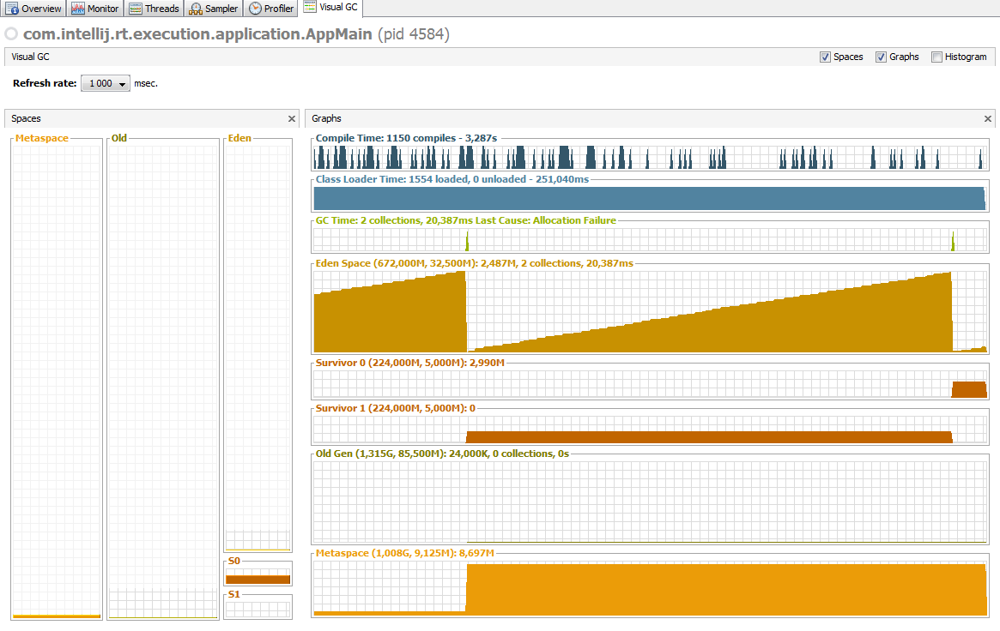 Overview Monitor Threads Sampler Profiler Visual GC
com.intellij.rt.execution.application.AppMain (pid 4584)
Visual GC Spaces Graphs Histogram
Refresh rate: 1 000 msec.
Spaces
Metaspace Old Eden
S0
S1
Graphs
Compile Time: 1150 compiles - 3,287s
Class Loader Time: 1554 loaded, 0 unloaded - 251,040ms
GC Time: 2 collections, 20,387ms Last Cause: Allocation Failure
Eden Space (672,000M, 32,500M): 2,487M, 2 collections, 20,387ms
Survivor 0 (224,000M, 5,000M): 2,990M
Survivor 1 (224,000M, 5,000M): 0
Old Gen (1,315G, 85,500M): 24,000K, 0 collections, 0s
Metaspace (1,008G, 9,125M): 8,697M